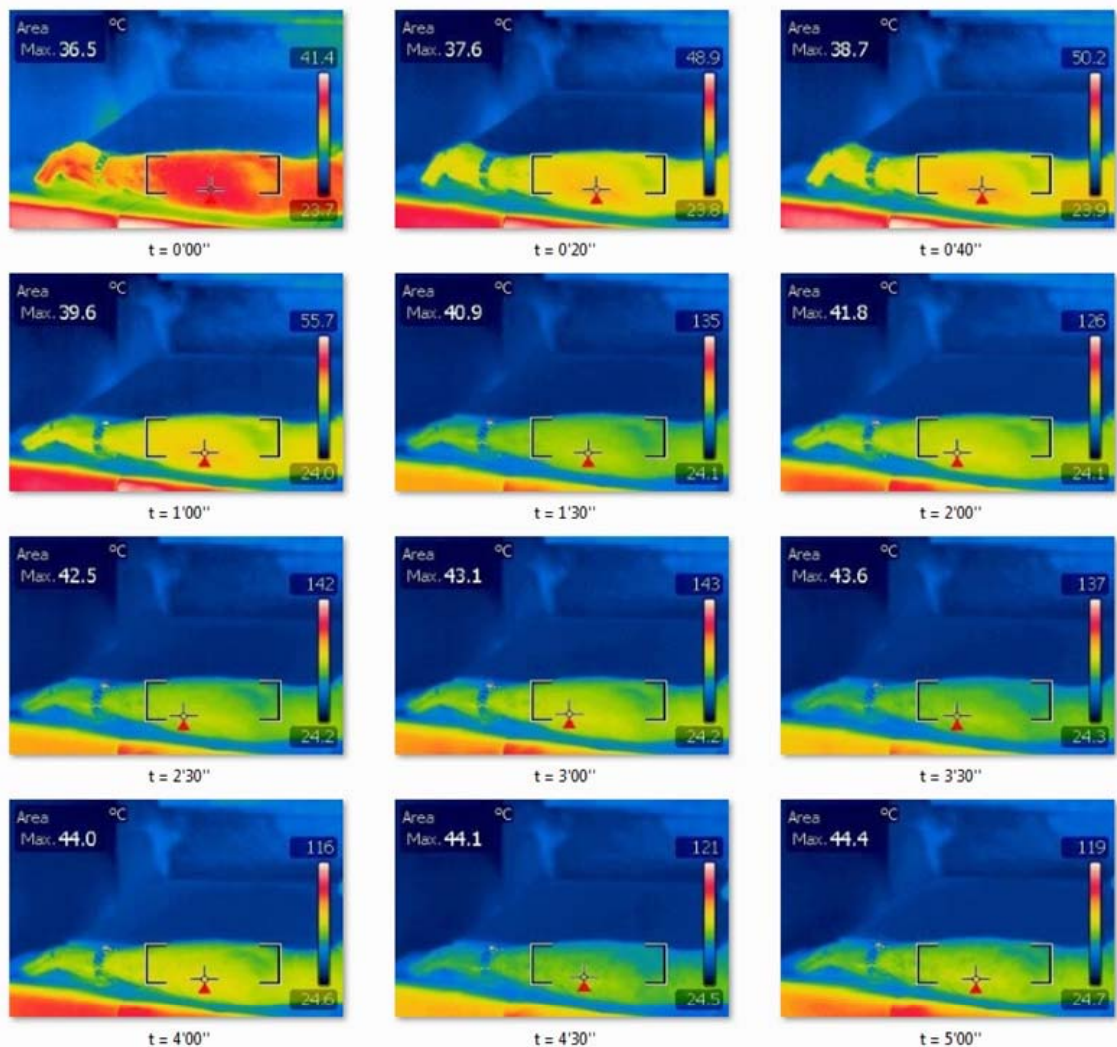 Area °C
Max. 36.5
41.4
23.7
t = 0'00''
Area °C
Max. 37.6
48.9
23.8
t = 0'20''
Area °C
Max. 38.7
50.2
23.9
t = 0'40''
Area °C
Max. 39.6
55.7
24.0
t = 1'00''
Area °C
Max. 40.9
135
24.1
t = 1'30''
Area °C
Max. 41.8
126
24.1
t = 2'00''
Area °C
Max. 42.5
142
24.2
t = 2'30''
Area °C
Max. 43.1
143
24.2
t = 3'00''
Area °C
Max. 43.6
137
24.3
t = 3'30''
Area °C
Max. 44.0
116
24.6
t = 4'00''
Area °C
Max. 44.1
121
24.5
t = 4'30''
Area °C
Max. 44.4
119
24.7
t = 5'00''